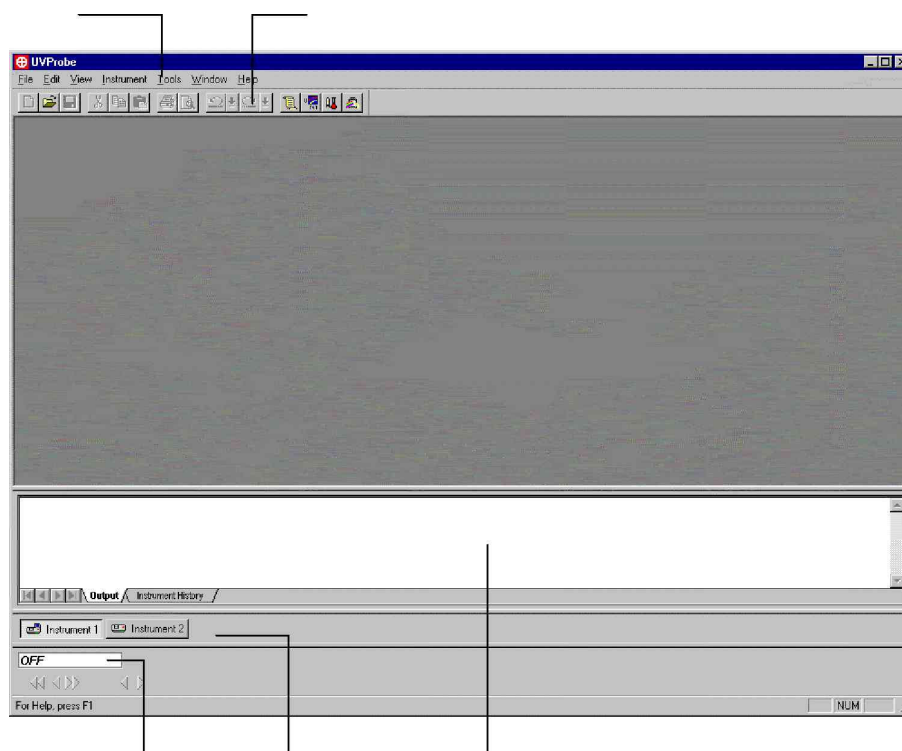 UVProbe
File Edit View Instrument Tools Window Help
Output Instrument History
Instrument 1 Instrument 2
OFF
For Help, press F1 NUM